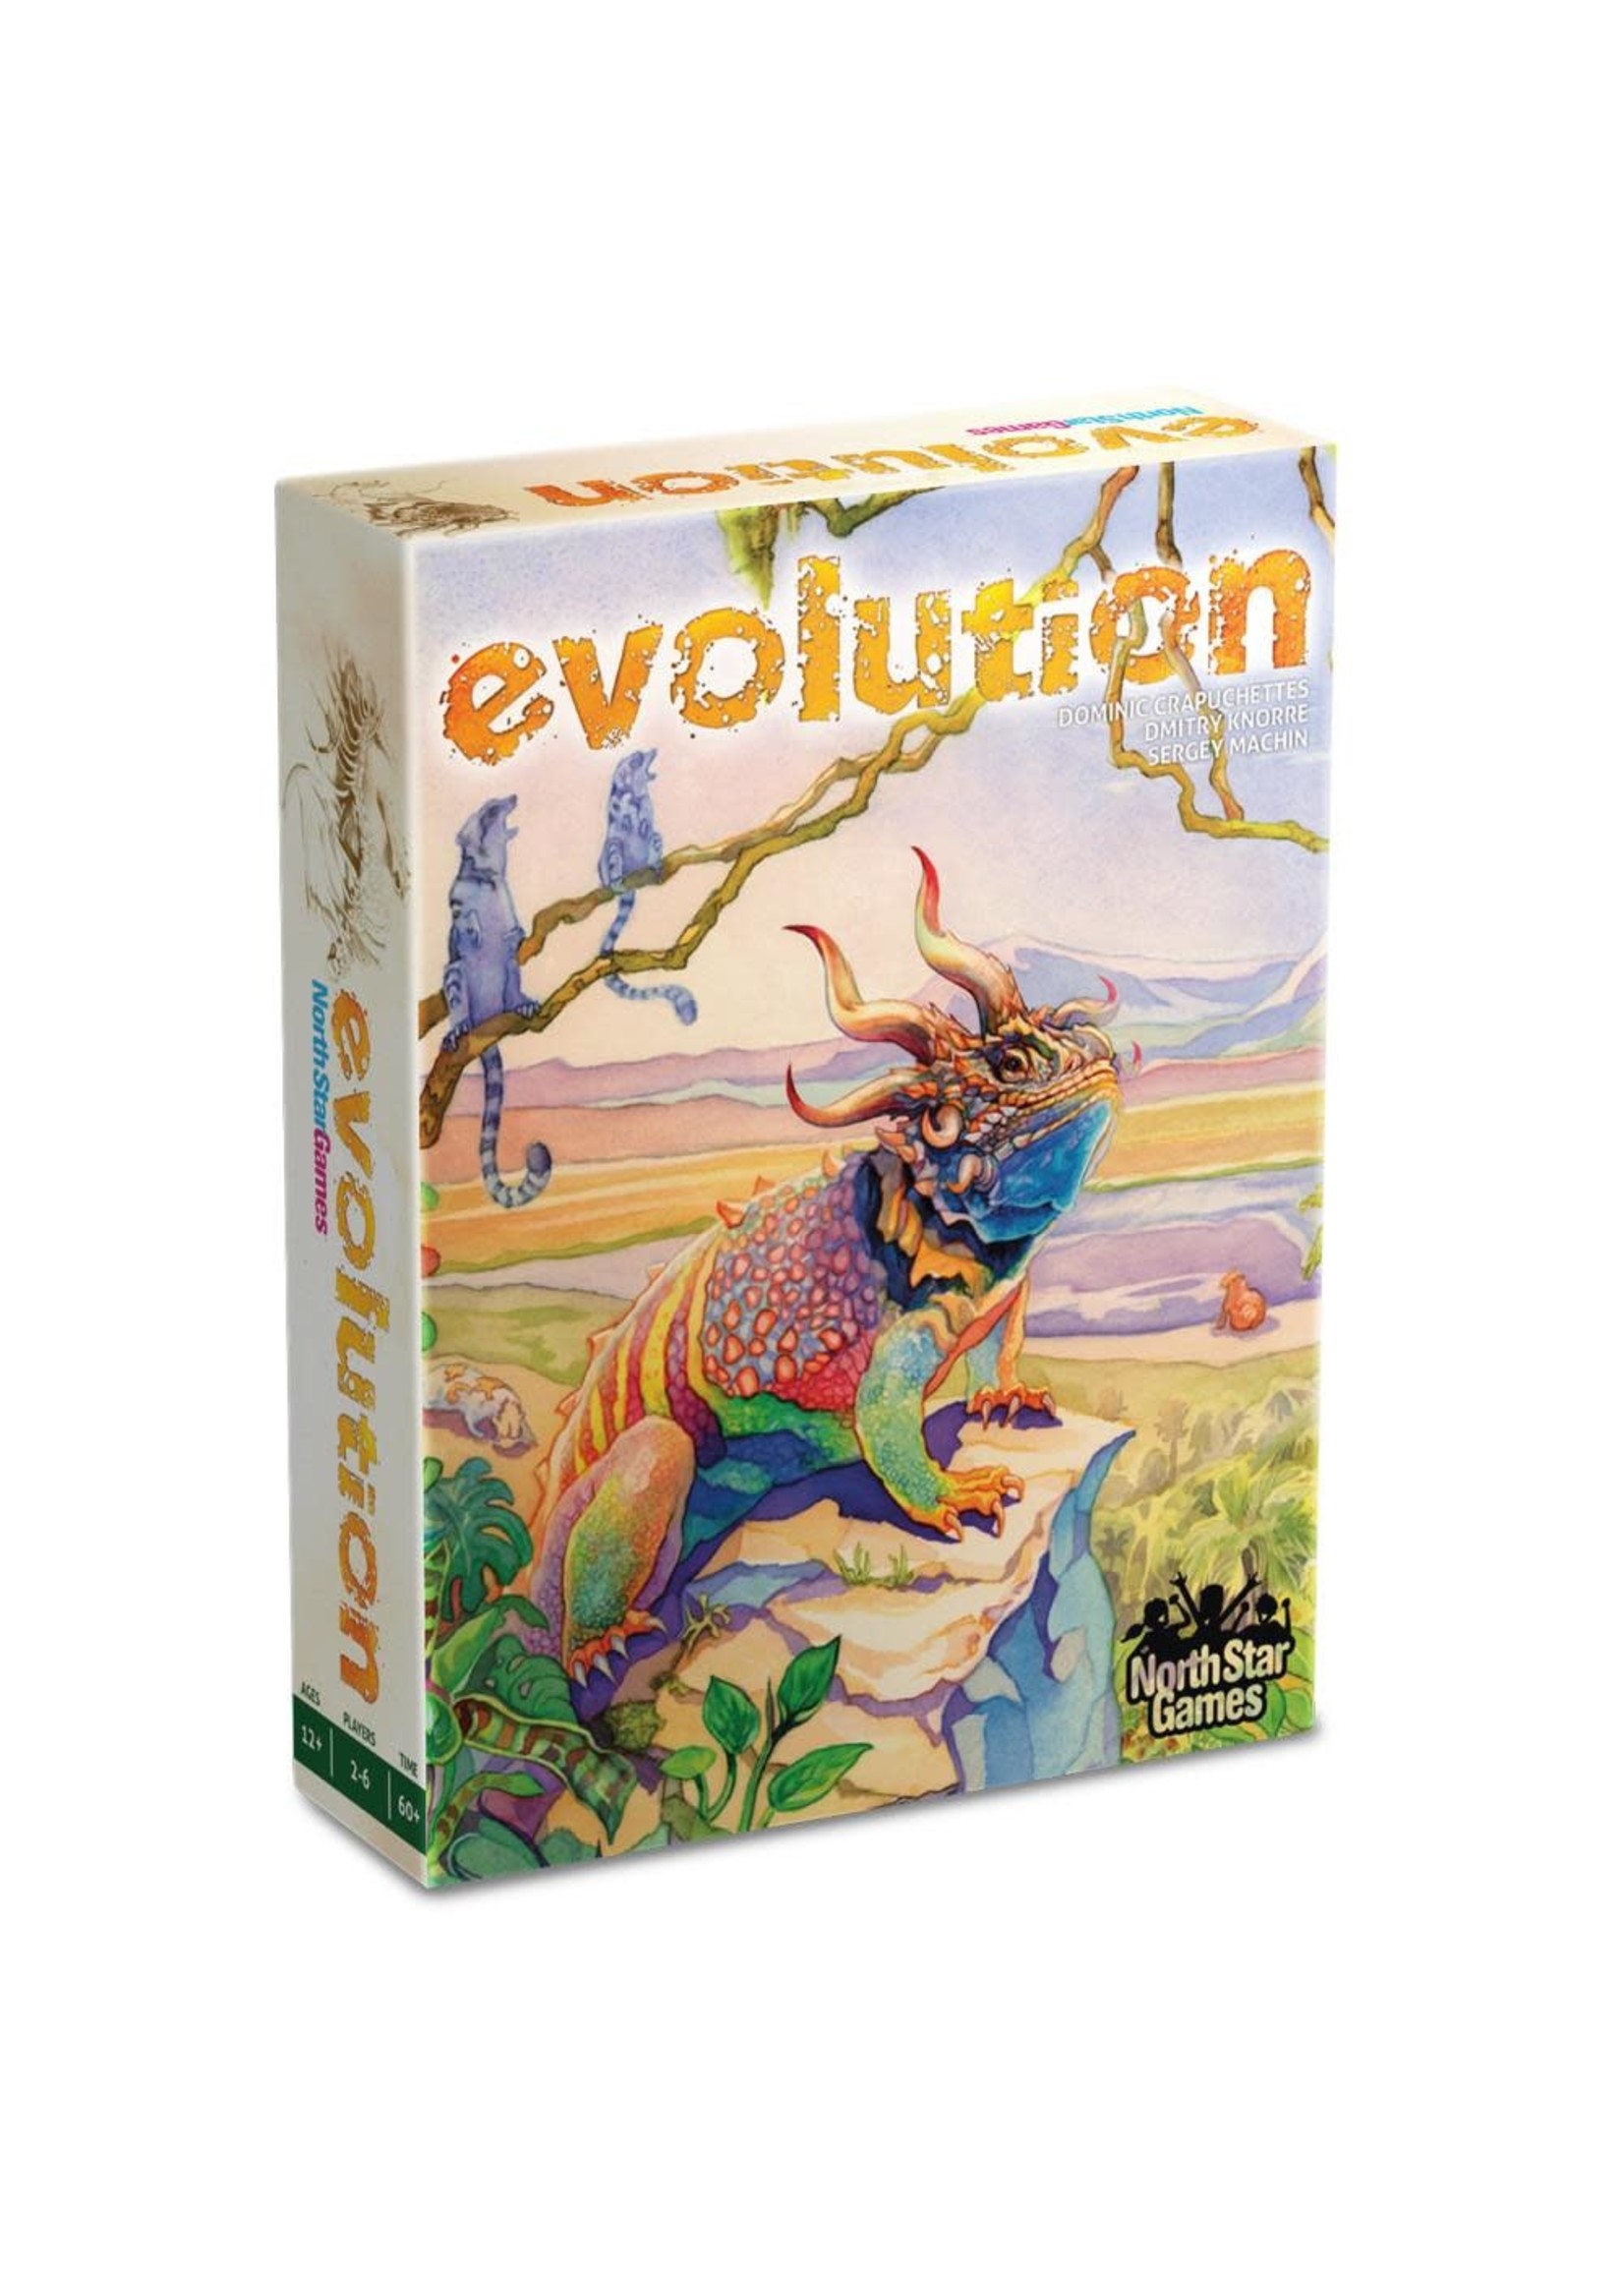 evolution
NorthStarGames
evolution
DOMINIC CRAPUCHETTES
DMITRY KNORRE
SERGEY MACHIN
evolution
NorthStarGames
AGES
12+
PLAYERS
2-6
TIME
60+
North Star
Games